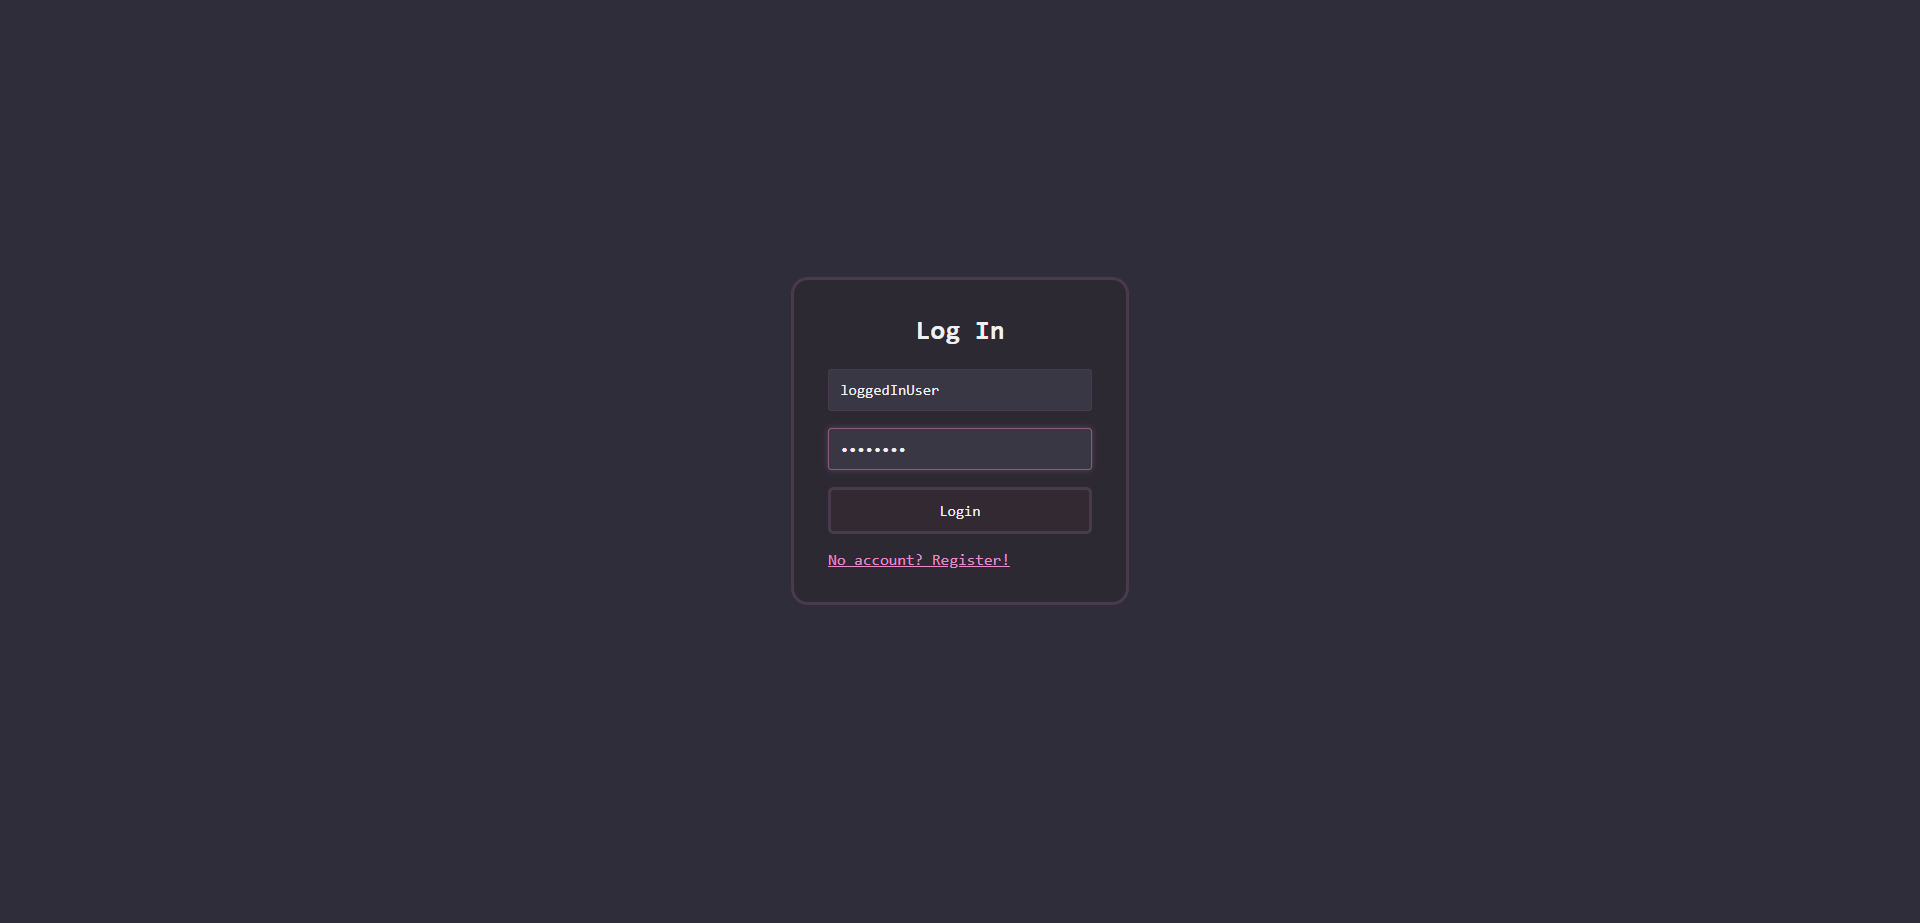 Log In
loggedInUser
••••••••
Login
No account? Register!